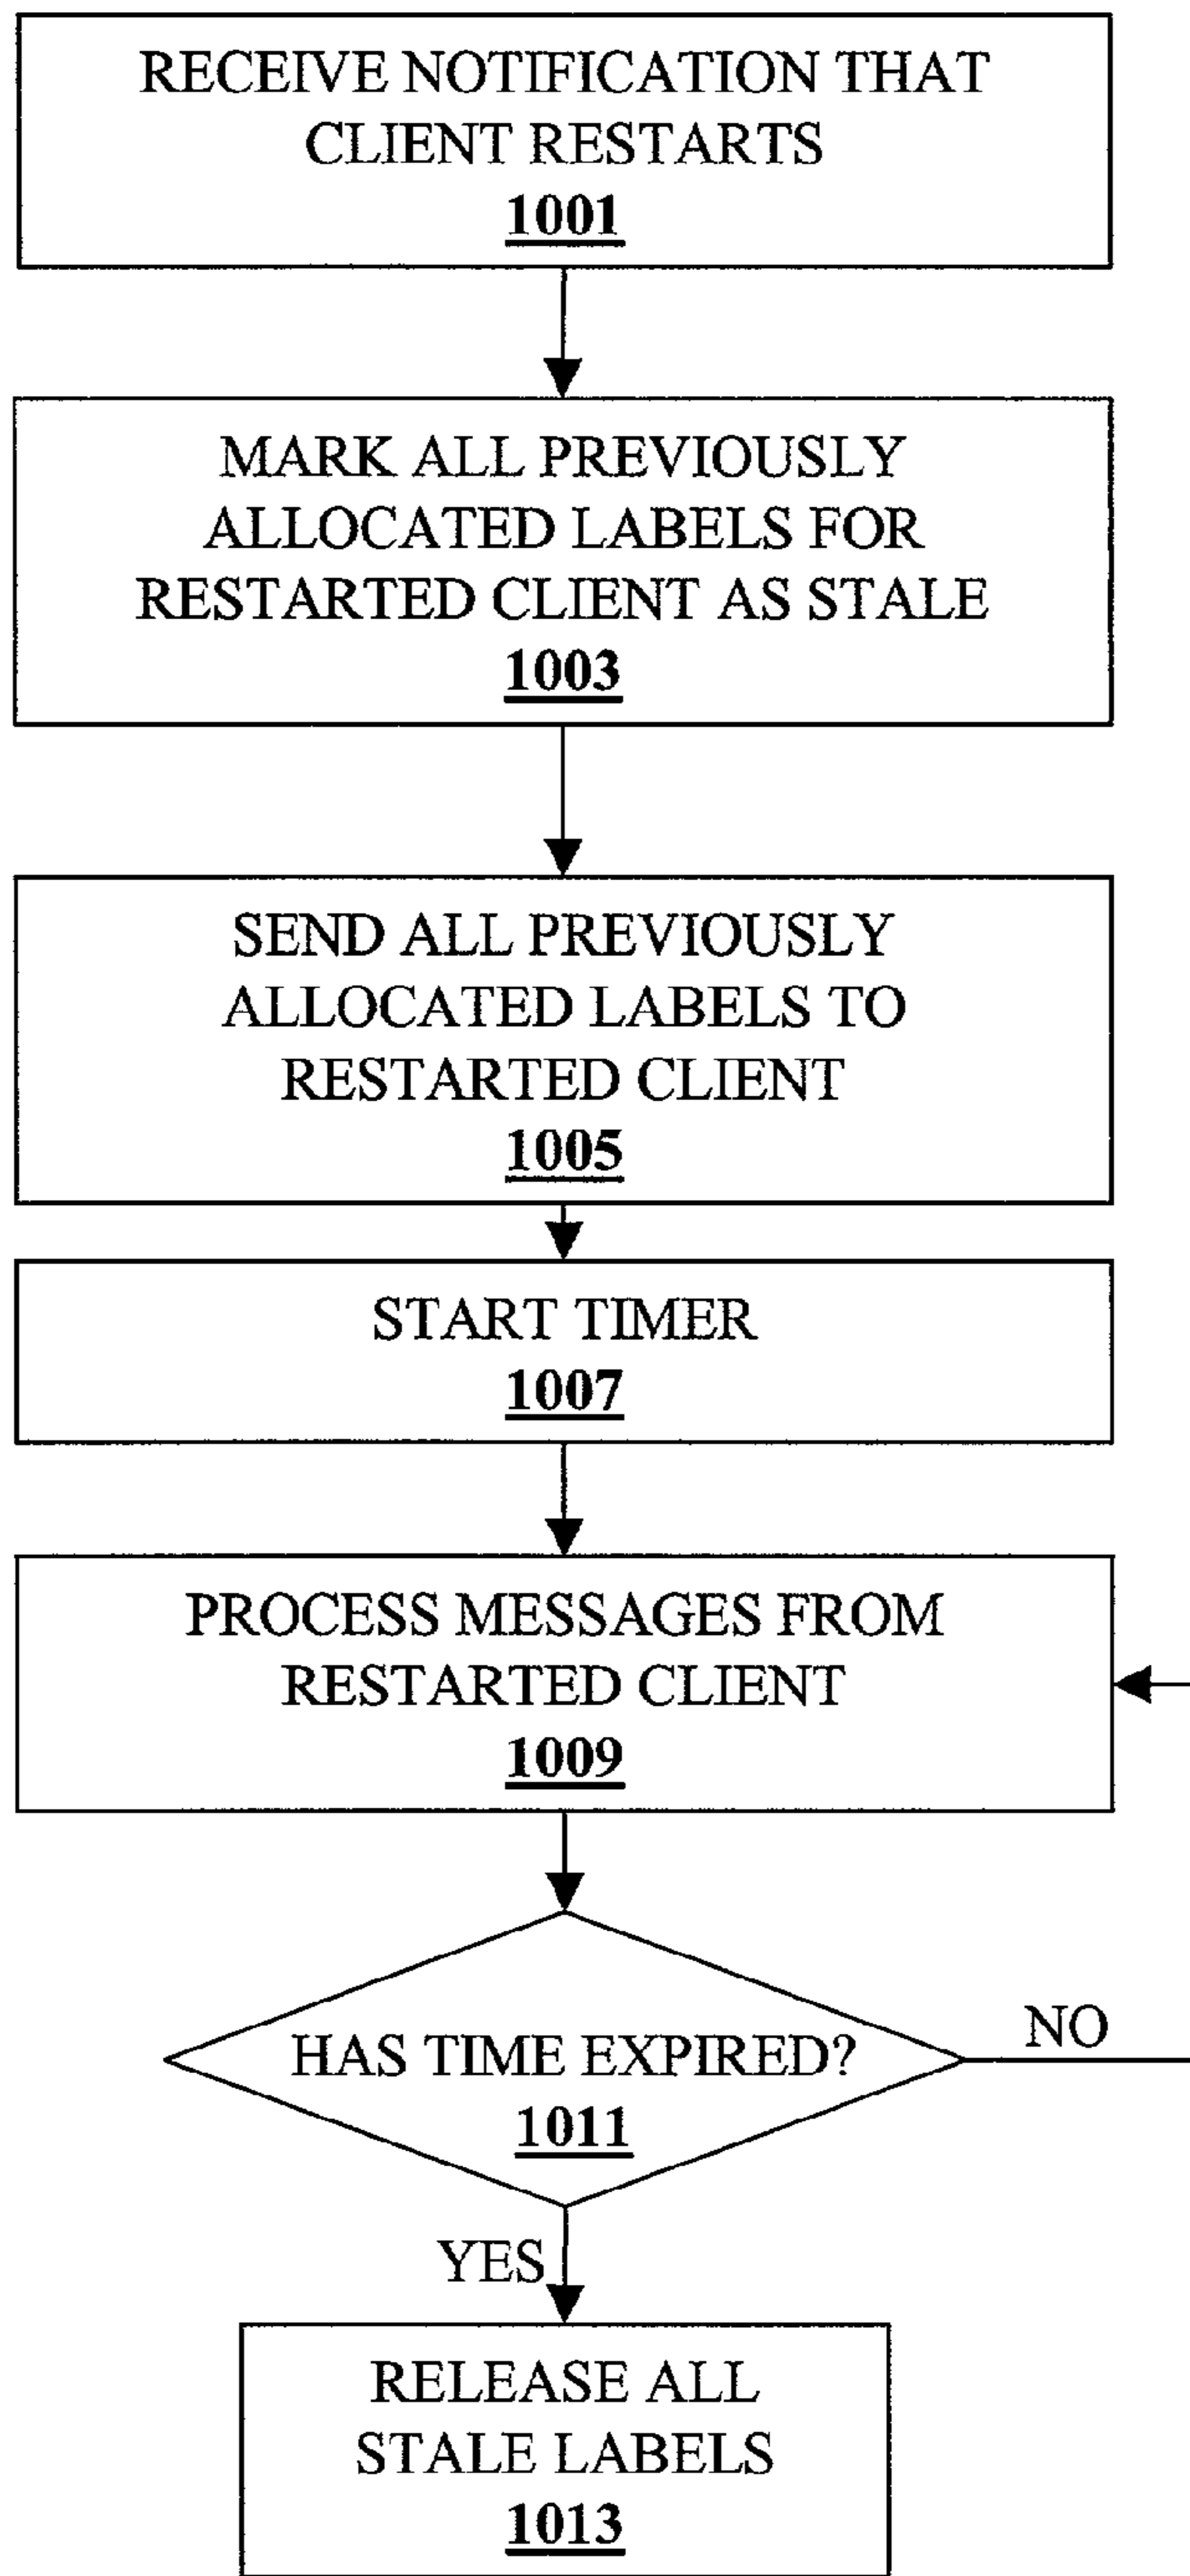 RECEIVE NOTIFICATION THAT
CLIENT RESTARTS
1001
MARK ALL PREVIOUSLY
ALLOCATED LABELS FOR
RESTARTED CLIENT AS STALE
1003
SEND ALL PREVIOUSLY
ALLOCATED LABELS TO
RESTARTED CLIENT
1005
START TIMER
1007
PROCESS MESSAGES FROM
RESTARTED CLIENT
1009
HAS TIME EXPIRED?
1011
NO
YES
RELEASE ALL
STALE LABELS
1013